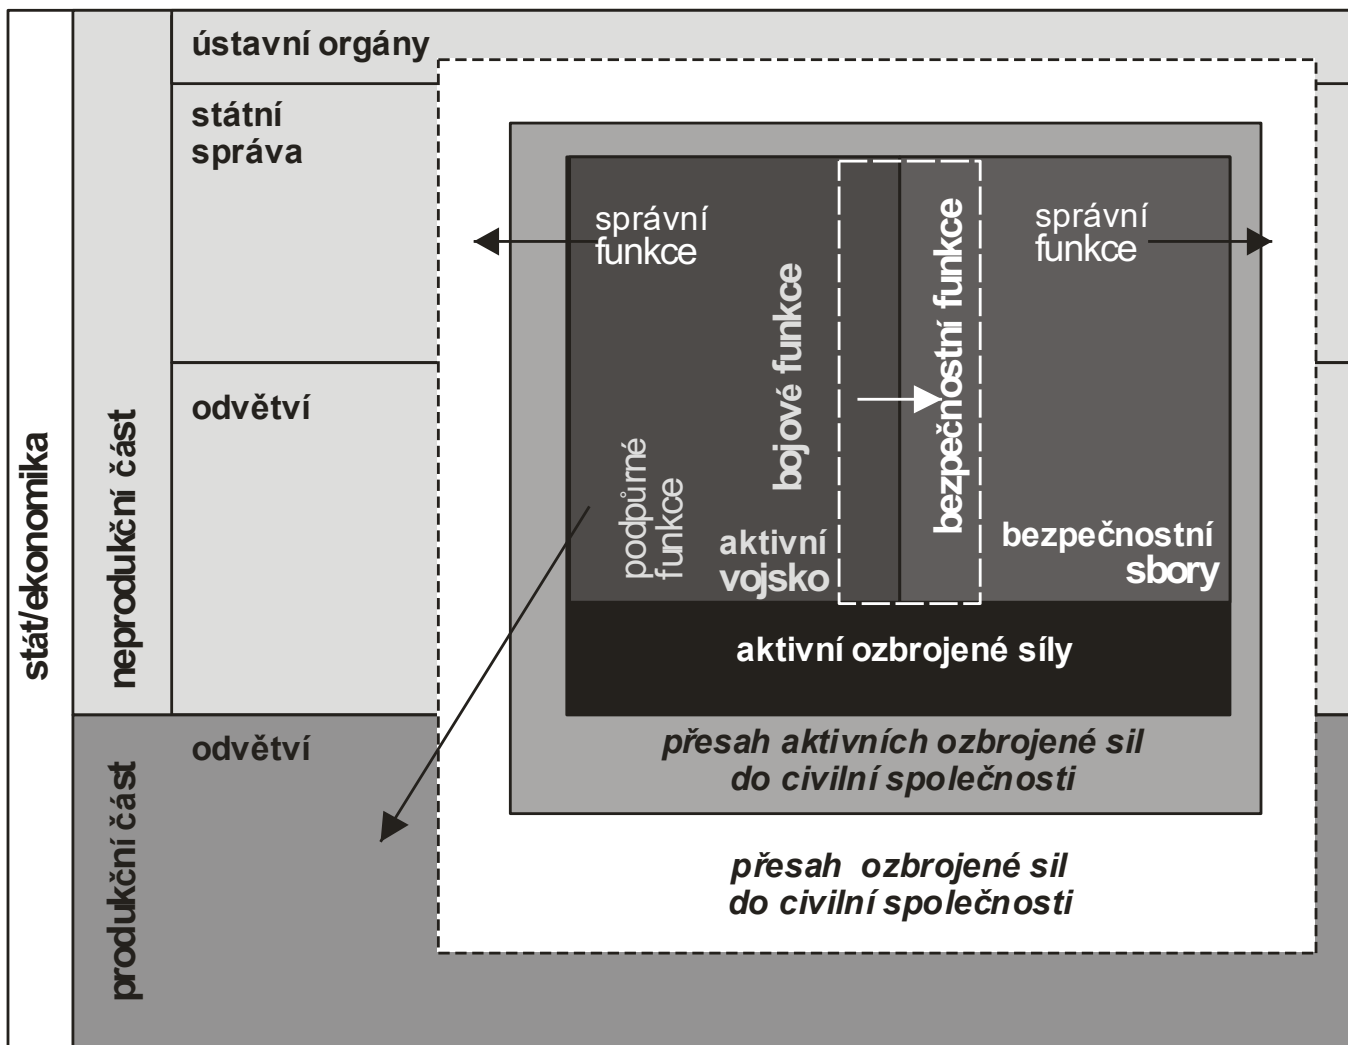 stát/ekonomika
neprodukční část
produkční část
ústavní orgány
státní
správa
odvětví
odvětví
správní
funkce
bojové funkce
podpůrné
funkce
aktivní
vojsko
bezpečnostní funkce
správní
funkce
bezpečnostní
sbory
aktivní ozbrojené síly
přesah aktivních ozbrojené sil
do civilní společnosti
přesah ozbrojené sil
do civilní společnosti